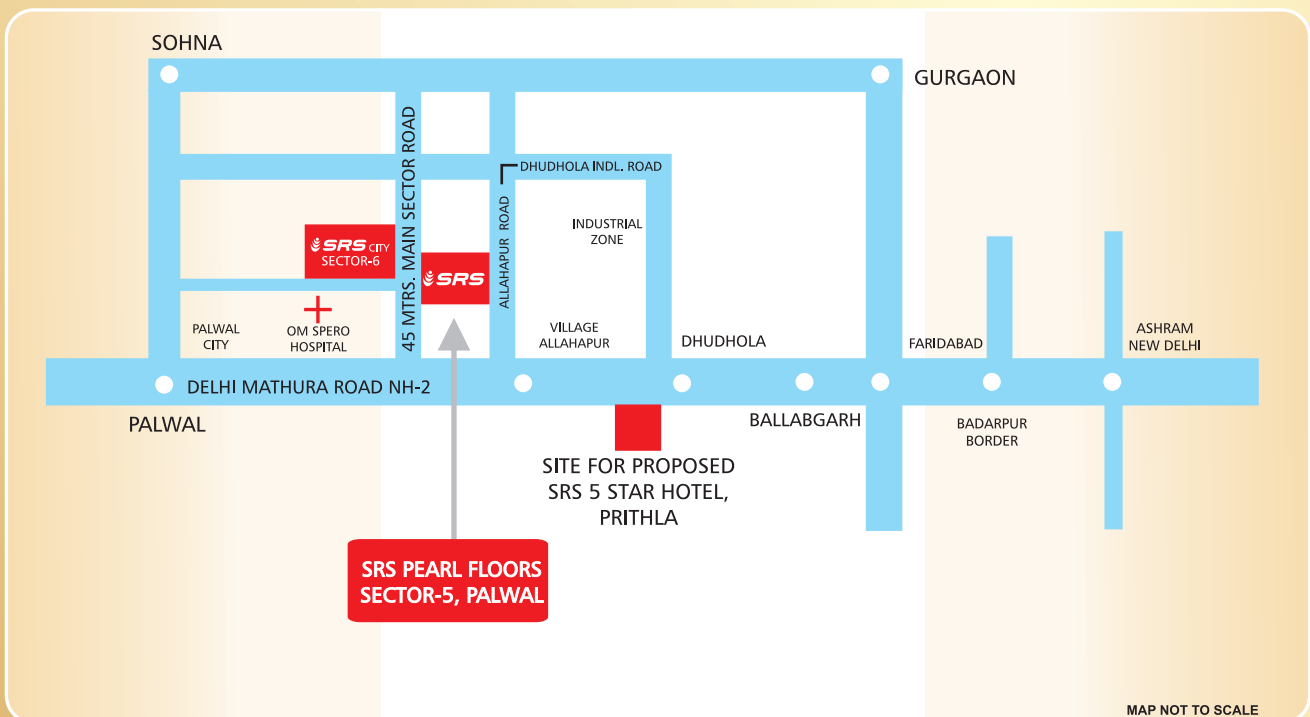 SOHNA
GURGAON
45 MTRS. MAIN SECTOR ROAD
DHUDHOLA INDL. ROAD
ALLAHAPUR ROAD
INDUSTRIAL
ZONE
SRS CITY
SECTOR-6
SRS
PALWAL
CITY
OM SPERO
HOSPITAL
VILLAGE
ALLAHAPUR
DHUDHOLA
FARIDABAD
ASHRAM
NEW DELHI
DELHI MATHURA ROAD NH-2
PALWAL
BALLABGARH
BADARPUR
BORDER
SITE FOR PROPOSED
SRS 5 STAR HOTEL,
PRITHLA
SRS PEARL FLOORS
SECTOR-5, PALWAL
MAP NOT TO SCALE